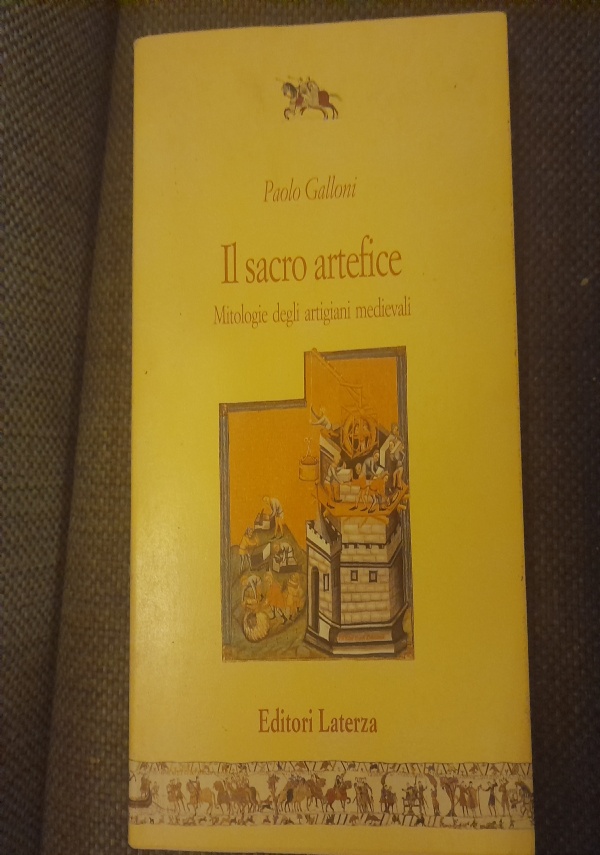 Paolo Galloni
Il sacro artefice
Mitologie degli artigiani medievali
Editori Laterza